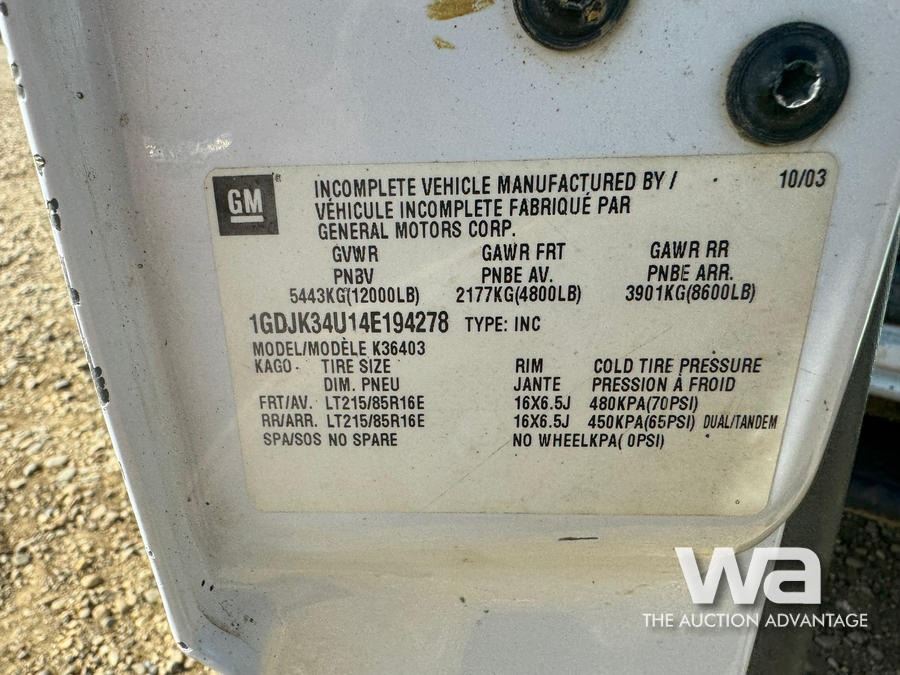 GM
INCOMPLETE VEHICLE MANUFACTURED BY / 10/03
VÉHICULE INCOMPLETE FABRIQUÉ PAR
GENERAL MOTORS CORP.
GVWR GAWR FRT GAWR RR
PNBV PNBE AV. PNBE ARR.
5443KG(12000LB) 2177KG(4800LB) 3901KG(8600LB)
1GDJK34U14E194278 TYPE: INC
MODEL/MODÈLE K36403
KAGO TIRE SIZE RIM COLD TIRE PRESSURE
DIM. PNEU JANTE PRESSION À FROID
FRT/AV. LT215/85R16E 16X6.5J 480KPA(70PSI)
RR/ARR. LT215/85R16E 16X6.5J 450KPA(65PSI) DUAL/TANDEM
SPA/SOS NO SPARE NO WHEELKPA( 0PSI)
wa
THE AUCTION ADVANTAGE